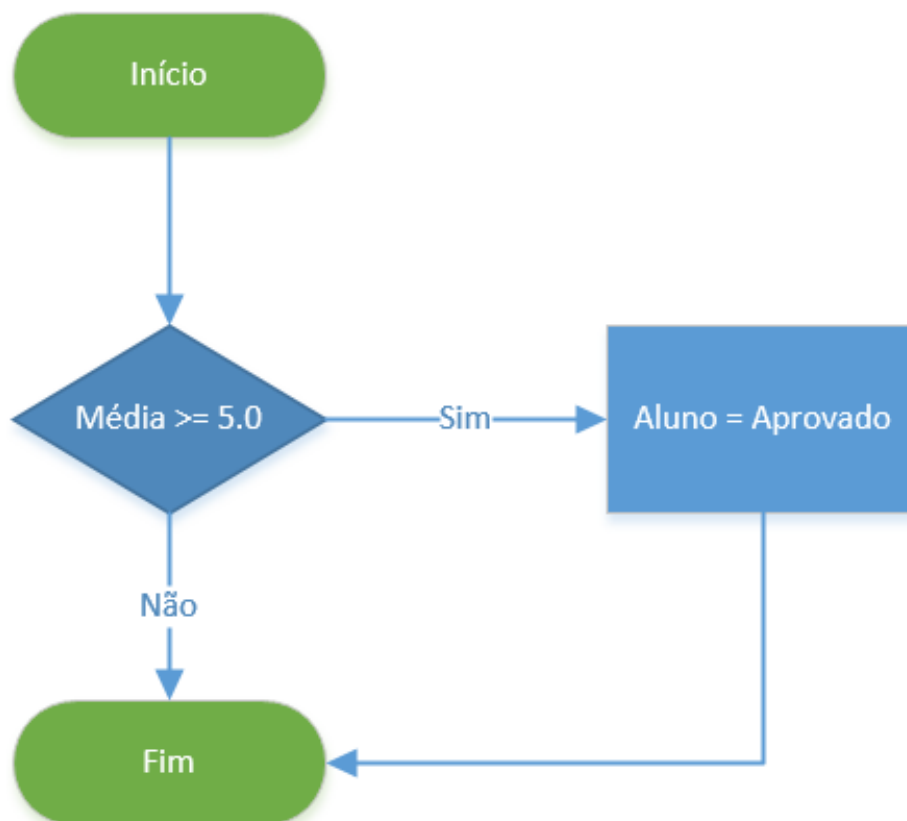 Início
Média >= 5.0
Sim
Aluno = Aprovado
Não
Fim